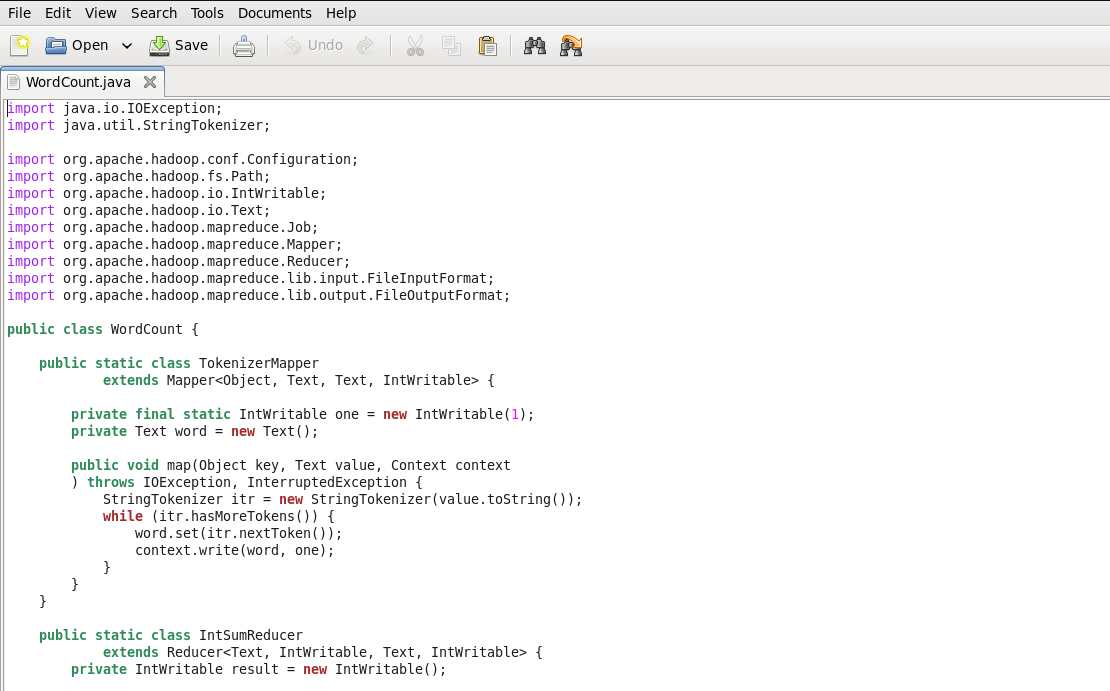 File Edit View Search Tools Documents Help
Open Save Undo
WordCount.java
import java.io.IOException;
import java.util.StringTokenizer;
import org.apache.hadoop.conf.Configuration;
import org.apache.hadoop.fs.Path;
import org.apache.hadoop.io.IntWritable;
import org.apache.hadoop.io.Text;
import org.apache.hadoop.mapreduce.Job;
import org.apache.hadoop.mapreduce.Mapper;
import org.apache.hadoop.mapreduce.Reducer;
import org.apache.hadoop.mapreduce.lib.input.FileInputFormat;
import org.apache.hadoop.mapreduce.lib.output.FileOutputFormat;
public class WordCount {
    public static class TokenizerMapper
            extends Mapper<Object, Text, Text, IntWritable> {
        private final static IntWritable one = new IntWritable(1);
        private Text word = new Text();
        public void map(Object key, Text value, Context context
        ) throws IOException, InterruptedException {
            StringTokenizer itr = new StringTokenizer(value.toString());
            while (itr.hasMoreTokens()) {
                word.set(itr.nextToken());
                context.write(word, one);
            }
        }
    }
    public static class IntSumReducer
            extends Reducer<Text, IntWritable, Text, IntWritable> {
        private IntWritable result = new IntWritable();